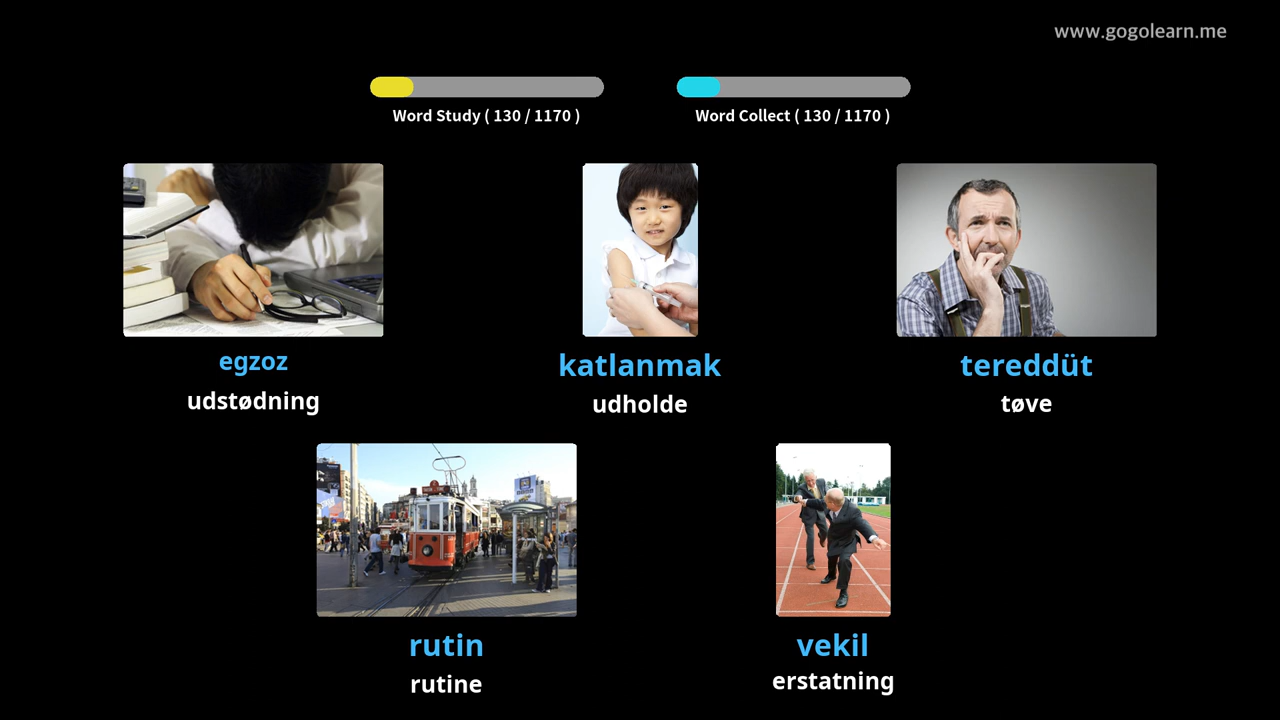 www.gogolearn.me
Word Study ( 130 / 1170 )
Word Collect ( 130 / 1170 )
egzoz
udstødning
katlanmak
udholde
tereddüt
tøve
rutin
rutine
vekil
erstatning